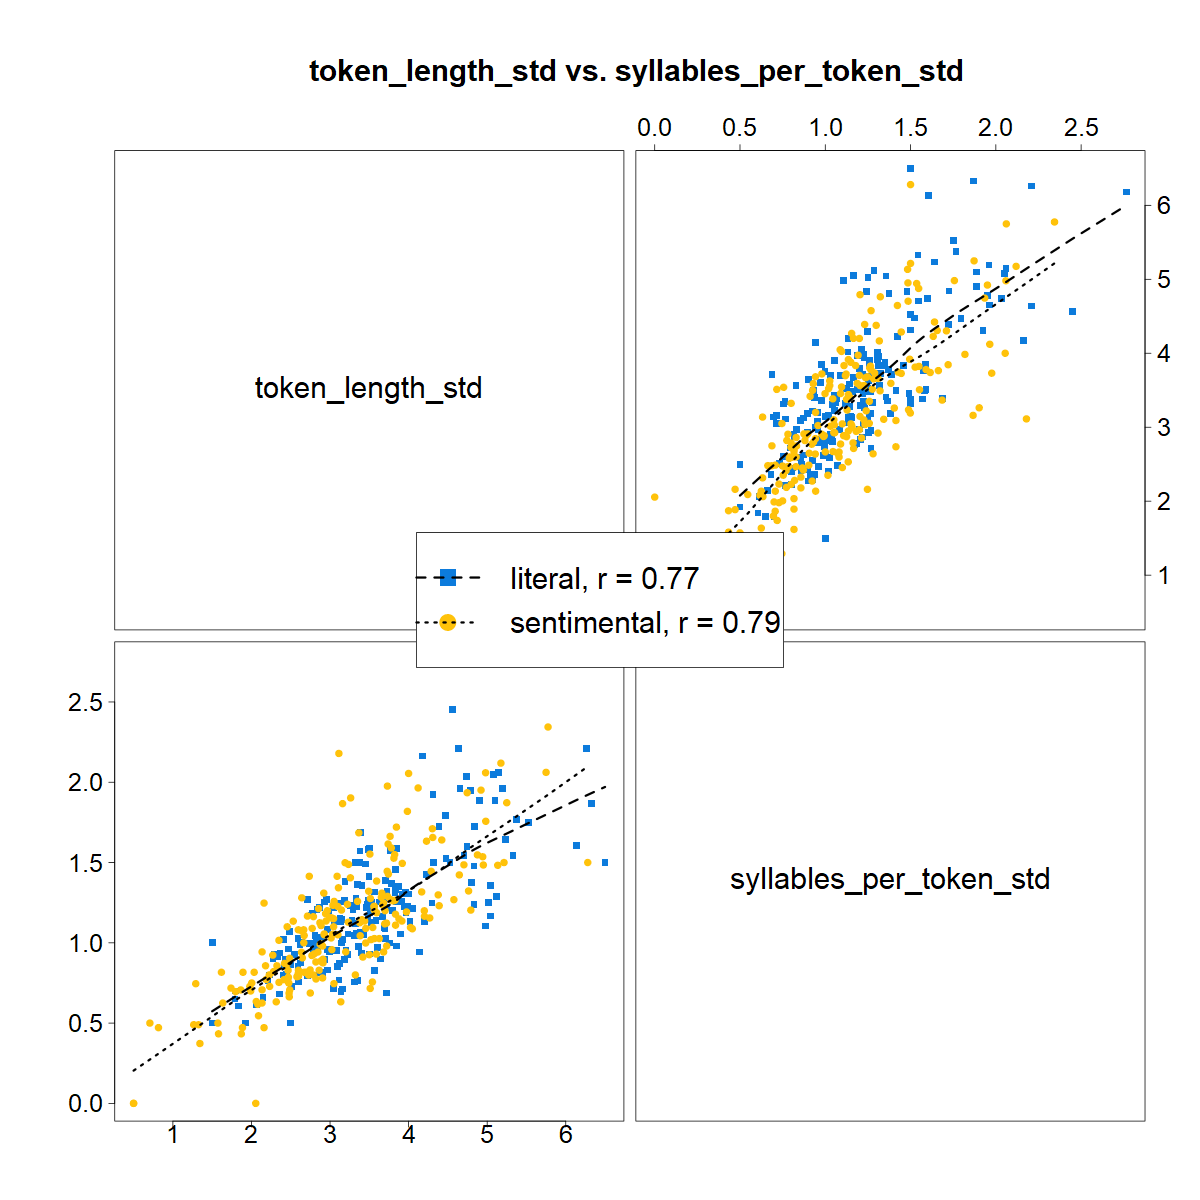 token_length_std vs. syllables_per_token_std
0.0 0.5 1.0 1.5 2.0 2.5
token_length_std
6
5
4
3
2
1
literal, r = 0.77
sentimental, r = 0.79
2.5
2.0
1.5
1.0
0.5
0.0
syllables_per_token_std
1 2 3 4 5 6